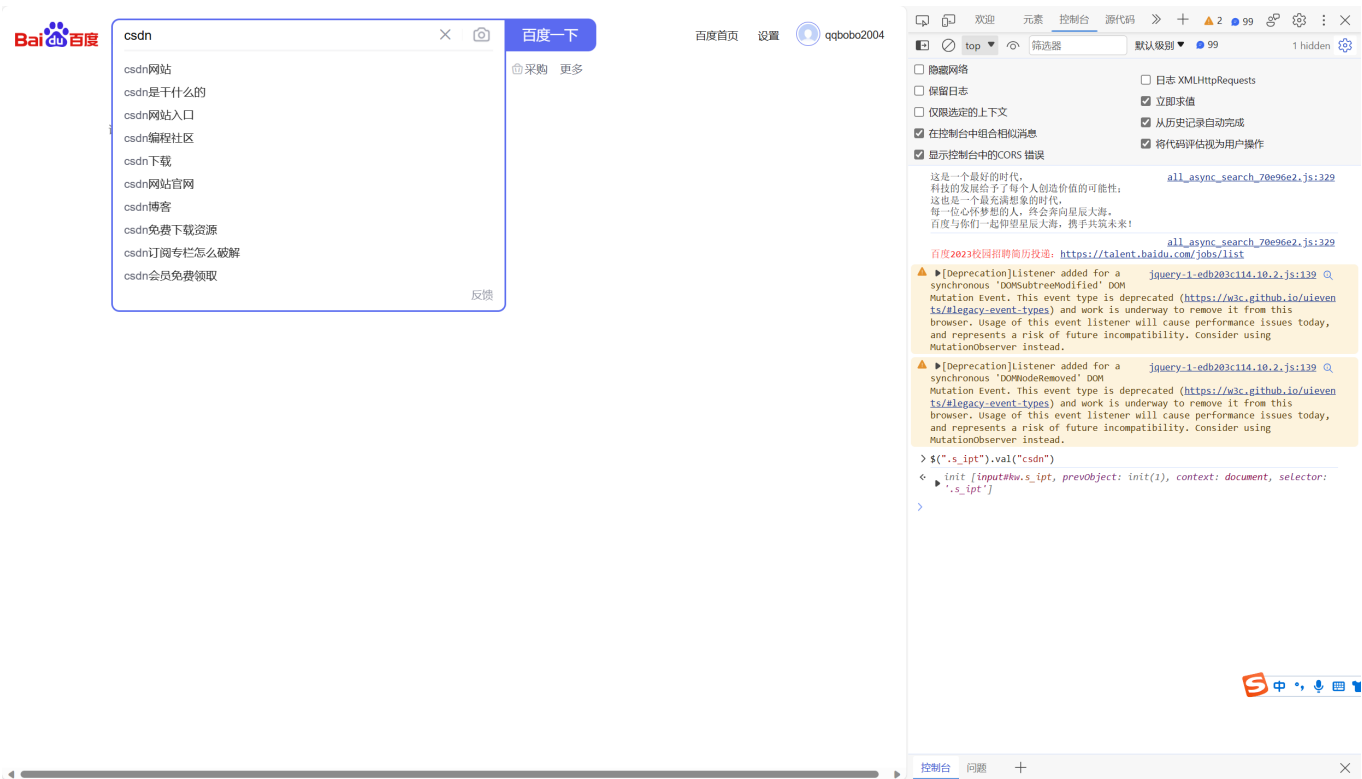 Bai du 百度
csdn
百度一下
百度首页 设置 qqbobo2004
采购 更多
csdn网站
csdn是干什么的
csdn网站入口
csdn编程社区
csdn下载
csdn网站官网
csdn博客
csdn免费下载资源
csdn订阅专栏怎么破解
csdn会员免费领取
反馈
欢迎 元素 控制台 源代码 2 99
top 筛选器 默认级别 99 1 hidden
隐藏网络
保留日志
仅限选定的上下文
在控制台中组合相似消息
显示控制台中的CORS 错误
日志 XMLHttpRequests
立即求值
从历史记录自动完成
将代码评估视为用户操作
这是一个最好的时代, all_async_search_70e96e2.js:329
科技的发展给予了每个人创造价值的可能性;
这也是一个最充满想象的时代,
每一位心怀梦想的人，终会奔向星辰大海。
百度与你们一起仰望星辰大海，携手共筑未来!
all_async_search_70e96e2.js:329
百度2023校园招聘简历投递: https://talent.baidu.com/jobs/list
[Deprecation]Listener added for a jquery-1-edb203c114.10.2.js:139
synchronous 'DOMSubtreeModified' DOM
Mutation Event. This event type is deprecated (https://w3c.github.io/uieven
ts/#legacy-event-types) and work is underway to remove it from this
browser. Usage of this event listener will cause performance issues today,
and represents a risk of future incompatibility. Consider using
MutationObserver instead.
[Deprecation]Listener added for a jquery-1-edb203c114.10.2.js:139
synchronous 'DOMNodeRemoved' DOM
Mutation Event. This event type is deprecated (https://w3c.github.io/uieven
ts/#legacy-event-types) and work is underway to remove it from this
browser. Usage of this event listener will cause performance issues today,
and represents a risk of future incompatibility. Consider using
MutationObserver instead.
$(".s_ipt").val("csdn")
init [input#kw.s_ipt, prevObject: init(1), context: document, selector:
'.s_ipt']
S 中
控制台 问题